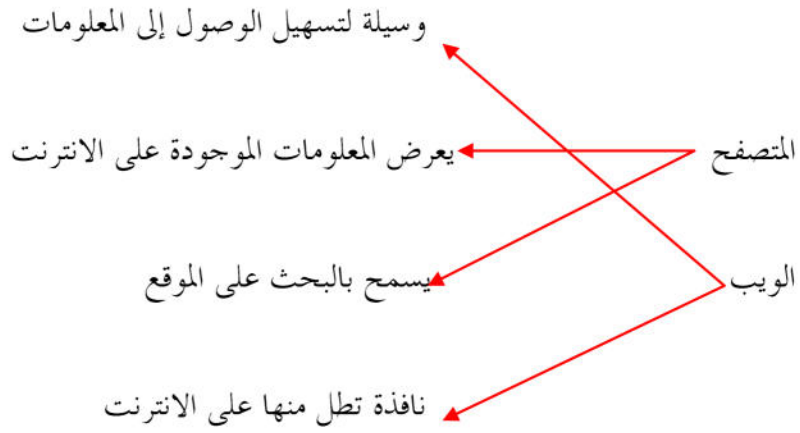 وسيلة لتسهيل الوصول إلى المعلومات
المتصفح
يعرض المعلومات الموجودة على الانترنت
الويب
يسمح بالبحث على الموقع
نافذة تطل منها على الانترنت